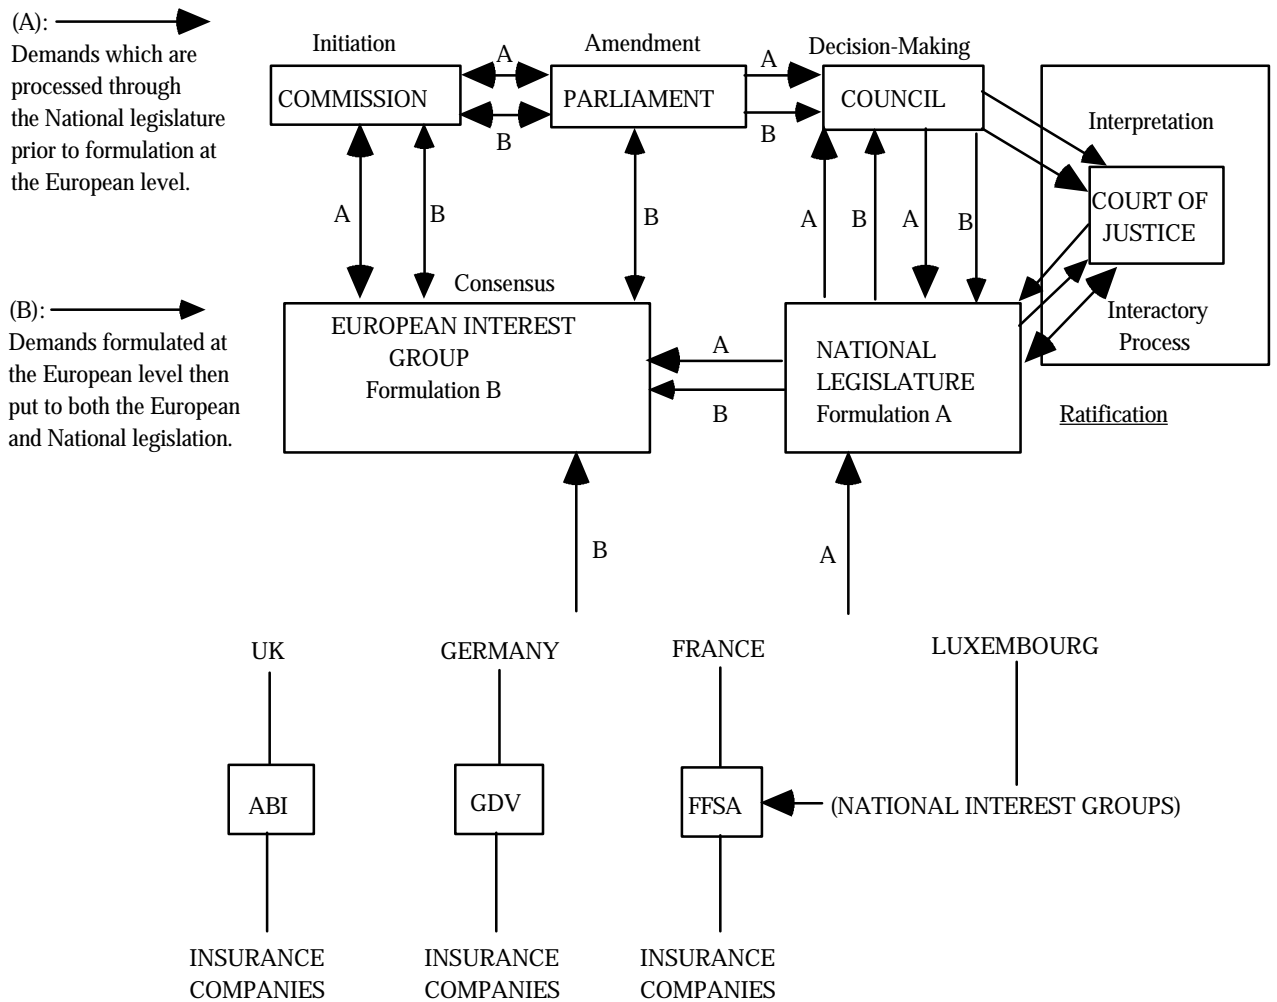 (A):
Demands which are
processed through
the National legislature
prior to formulation at
the European level.
(B):
Demands formulated at
the European level then
put to both the European
and National legislation.
Initiation
COMMISSION
A
B
Amendment
PARLIAMENT
A
B
Decision-Making
COUNCIL
Interpretation
COURT OF
JUSTICE
Interactory
Process
Ratification
A
B
B
A
B
A
B
Consensus
EUROPEAN INTEREST
GROUP
Formulation B
A
B
NATIONAL
LEGISLATURE
Formulation A
B
A
UK
GERMANY
FRANCE
LUXEMBOURG
ABI
GDV
FFSA
(NATIONAL INTEREST GROUPS)
INSURANCE
COMPANIES
INSURANCE
COMPANIES
INSURANCE
COMPANIES